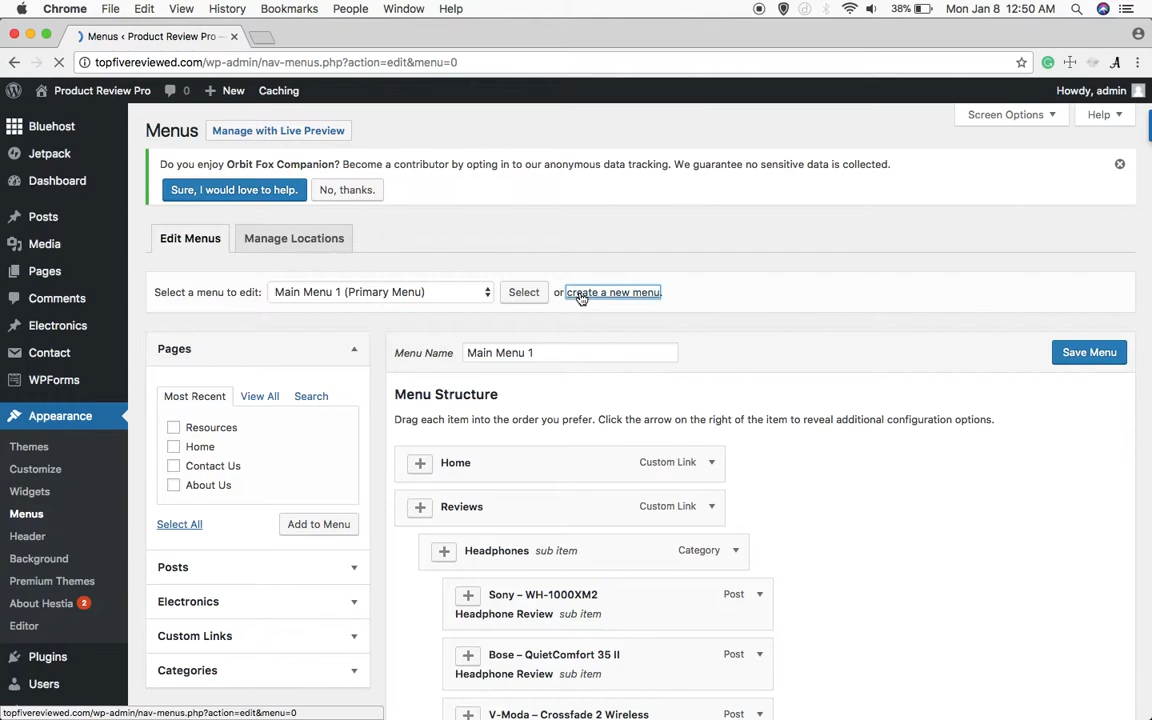 Chrome File Edit View History Bookmarks People Window Help 38% Mon Jan 8 12:50 AM
Menus ‹ Product Review Pro —
topfivereviewed.com/wp-admin/nav-menus.php?action=edit&menu=0
Product Review Pro 0 New Caching Howdy, admin
Bluehost
Jetpack
Dashboard
Posts
Media
Pages
Comments
Electronics
Contact
WPForms
Appearance
Themes
Customize
Widgets
Menus
Header
Background
Premium Themes
About Hestia 2
Editor
Plugins
Users
Screen Options Help
Menus Manage with Live Preview
Do you enjoy Orbit Fox Companion? Become a contributor by opting in to our anonymous data tracking. We guarantee no sensitive data is collected.
Sure, I would love to help. No, thanks.
Edit Menus Manage Locations
Select a menu to edit: Main Menu 1 (Primary Menu) Select or create a new menu.
Pages
Most Recent View All Search
Resources
Home
Contact Us
About Us
Select All Add to Menu
Posts
Electronics
Custom Links
Categories
Menu Name Main Menu 1 Save Menu
Menu Structure
Drag each item into the order you prefer. Click the arrow on the right of the item to reveal additional configuration options.
Home Custom Link
Reviews Custom Link
Headphones sub item Category
Sony – WH-1000XM2 Post
Headphone Review sub item
Bose – QuietComfort 35 II Post
Headphone Review sub item
V-Moda – Crossfade 2 Wireless Post
topfivereviewed.com/wp-admin/nav-menus.php?action=edit&menu=0